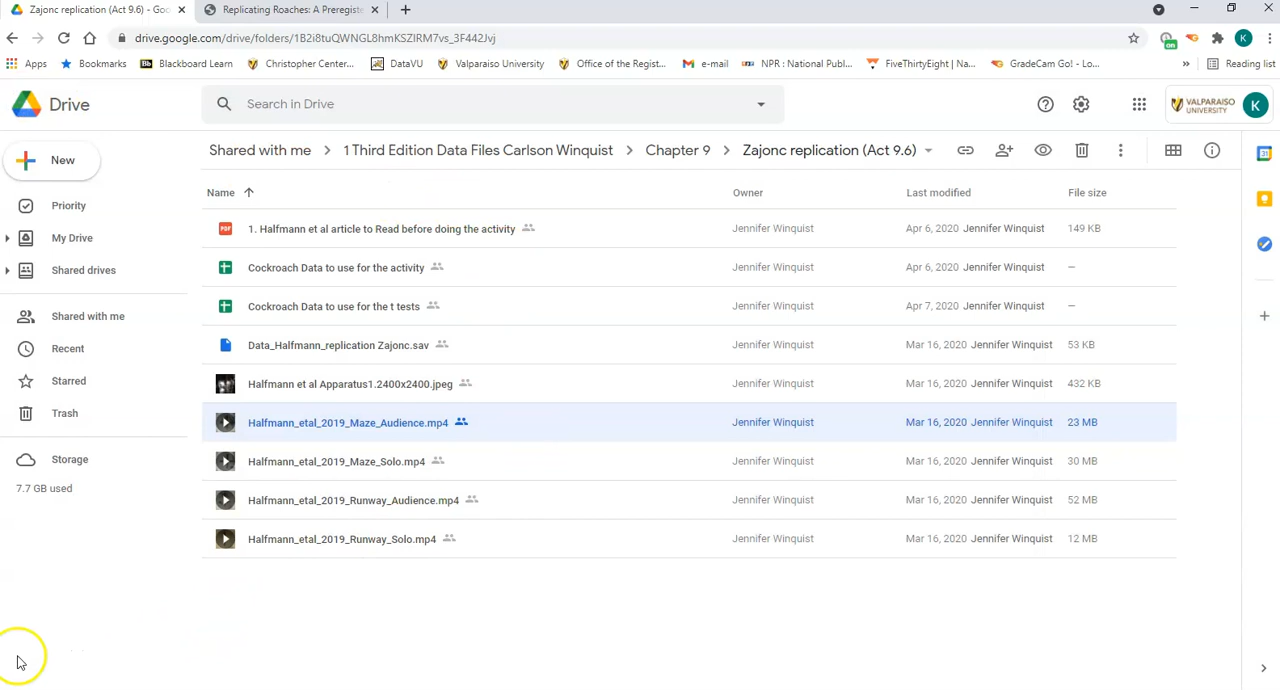 Zajonc replication (Act 9.6) - Goo
Replicating Roaches: A Preregiste
drive.google.com/drive/folders/1B2i8tuQWNGL8hmKSZIRM7vs_3F442Jvj
on
K
Apps
Bookmarks
Bb
Blackboard Learn
Christopher Center...
DataVU
Valparaiso University
Office of the Regist...
e-mail
NPR : National Publ...
FiveThirtyEight | Na...
GradeCam Go! - Lo...
»
Reading list
Drive
Search in Drive
VALPARAISO
UNIVERSITY
K
New
Shared with me > 1 Third Edition Data Files Carlson Winquist > Chapter 9 > Zajonc replication (Act 9.6)
31
Priority
My Drive
Shared drives
Shared with me
Recent
Starred
Trash
Storage
7.7 GB used
Name Owner Last modified File size
PDF 1. Halfmann et al article to Read before doing the activity Jennifer Winquist Apr 6, 2020 Jennifer Winquist 149 KB
Cockroach Data to use for the activity Jennifer Winquist Apr 6, 2020 Jennifer Winquist —
Cockroach Data to use for the t tests Jennifer Winquist Apr 7, 2020 Jennifer Winquist —
Data_Halfmann_replication Zajonc.sav Jennifer Winquist Mar 16, 2020 Jennifer Winquist 53 KB
Halfmann et al Apparatus1.2400x2400.jpeg Jennifer Winquist Mar 16, 2020 Jennifer Winquist 432 KB
Halfmann_etal_2019_Maze_Audience.mp4 Jennifer Winquist Mar 16, 2020 Jennifer Winquist 23 MB
Halfmann_etal_2019_Maze_Solo.mp4 Jennifer Winquist Mar 16, 2020 Jennifer Winquist 30 MB
Halfmann_etal_2019_Runway_Audience.mp4 Jennifer Winquist Mar 16, 2020 Jennifer Winquist 52 MB
Halfmann_etal_2019_Runway_Solo.mp4 Jennifer Winquist Mar 16, 2020 Jennifer Winquist 12 MB